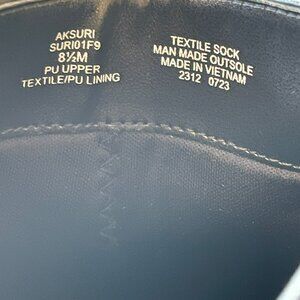 AKSURI
SURI01F9
8½M
PU UPPER
TEXTILE/PU LINING
TEXTILE SOCK
MAN MADE OUTSOLE
MADE IN VIETNAM
2312 0723